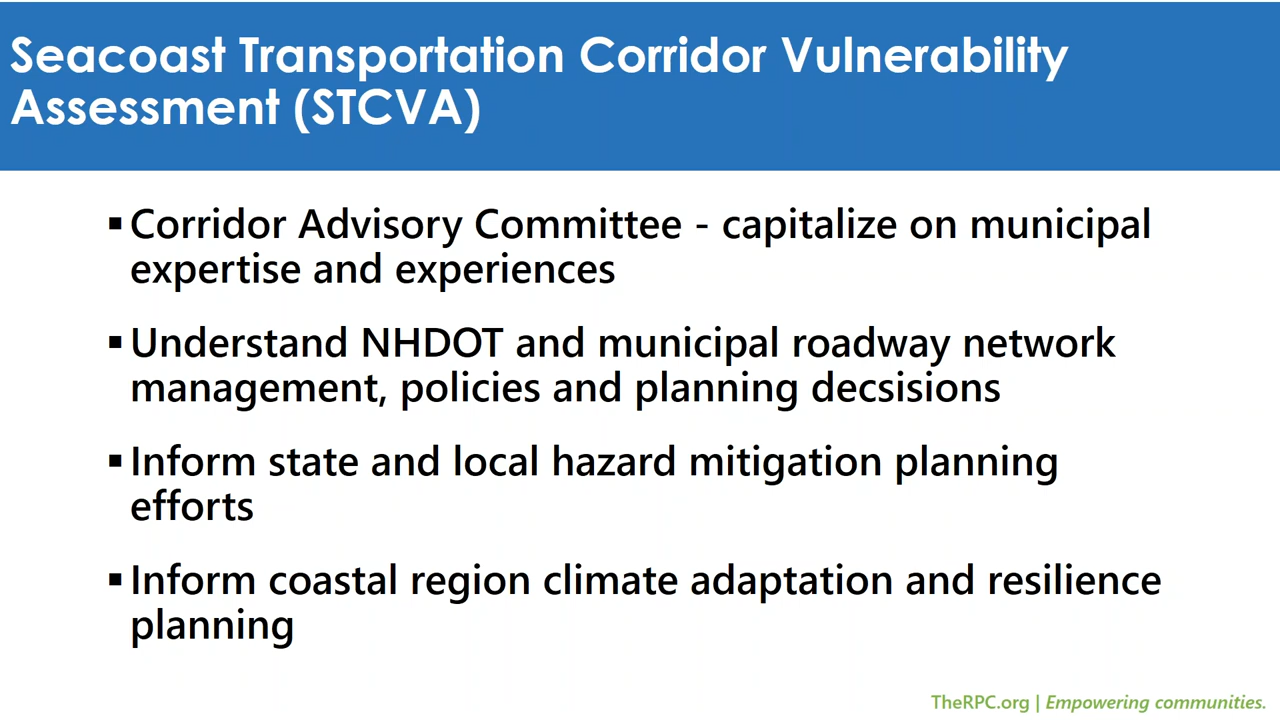 Seacoast Transportation Corridor Vulnerability
Assessment (STCVA)
▪Corridor Advisory Committee - capitalize on municipal
expertise and experiences
▪Understand NHDOT and municipal roadway network
management, policies and planning decsisions
▪Inform state and local hazard mitigation planning
efforts
▪Inform coastal region climate adaptation and resilience
planning
TheRPC.org | Empowering communities.